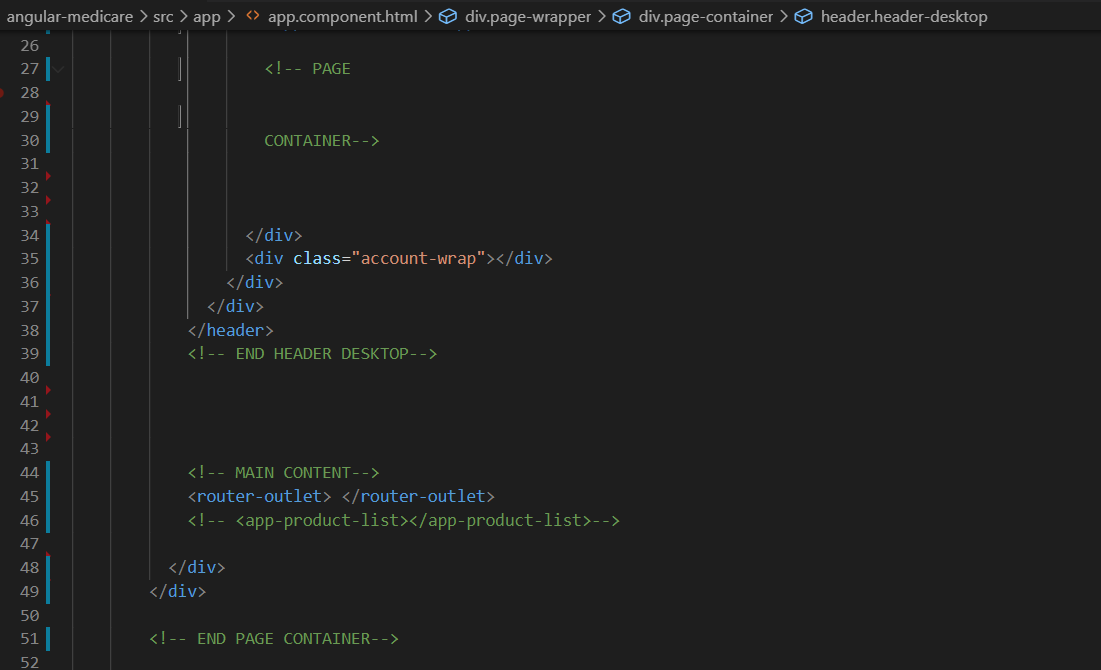 angular-medicare > src > app > <> app.component.html > div.page-wrapper > div.page-container > header.header-desktop
26
27 <!-- PAGE
28
29
30 CONTAINER-->
31
32
33
34 </div>
35 <div class="account-wrap"></div>
36 </div>
37 </div>
38 </header>
39 <!-- END HEADER DESKTOP-->
40
41
42
43
44 <!-- MAIN CONTENT-->
45 <router-outlet> </router-outlet>
46 <!-- <app-product-list></app-product-list>-->
47
48 </div>
49 </div>
50
51 <!-- END PAGE CONTAINER-->
52